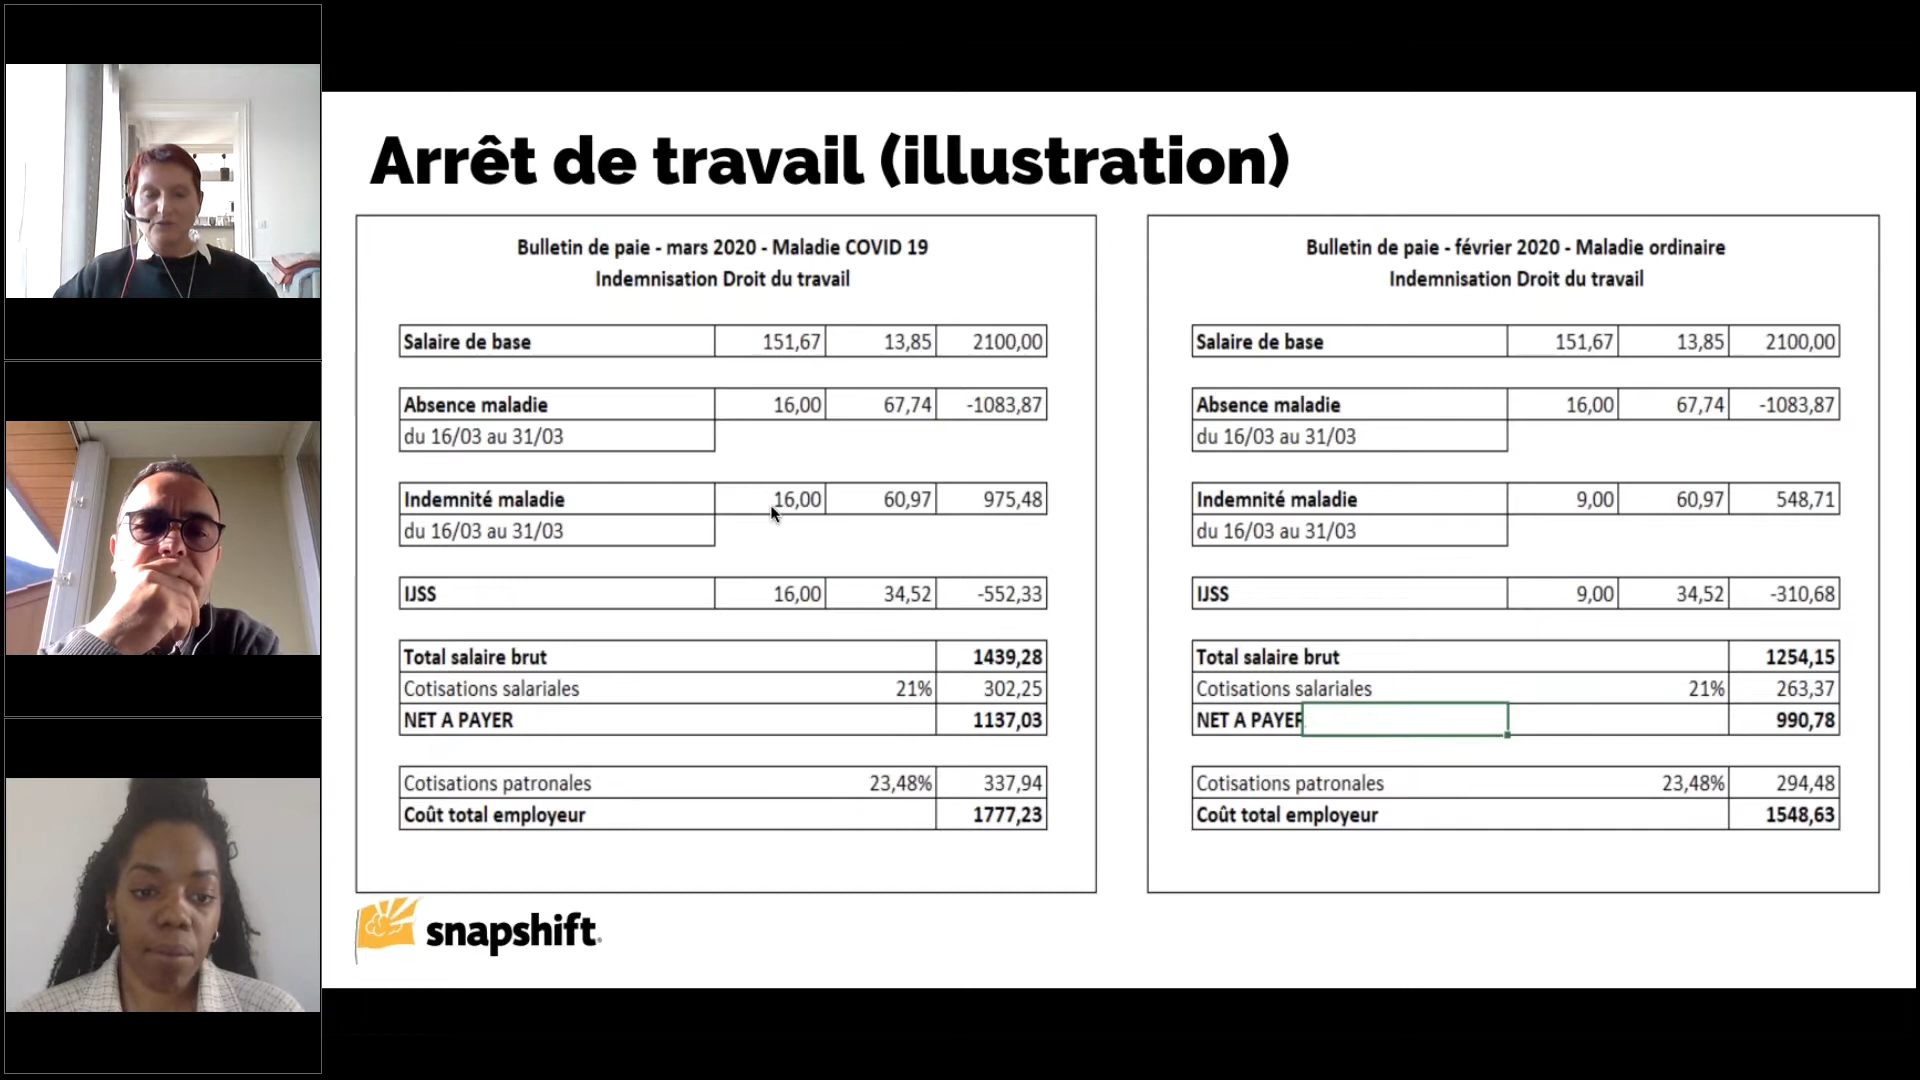 Arrêt de travail (illustration)
Bulletin de paie - mars 2020 - Maladie COVID 19
Indemnisation Droit du travail
Salaire de base 151,67 13,85 2100,00
Absence maladie 16,00 67,74 -1083,87
du 16/03 au 31/03
Indemnité maladie 16,00 60,97 975,48
du 16/03 au 31/03
IJSS 16,00 34,52 -552,33
Total salaire brut 1439,28
Cotisations salariales 21% 302,25
NET A PAYER 1137,03
Cotisations patronales 23,48% 337,94
Coût total employeur 1777,23
Bulletin de paie - février 2020 - Maladie ordinaire
Indemnisation Droit du travail
Salaire de base 151,67 13,85 2100,00
Absence maladie 16,00 67,74 -1083,87
du 16/03 au 31/03
Indemnité maladie 9,00 60,97 548,71
du 16/03 au 31/03
IJSS 9,00 34,52 -310,68
Total salaire brut 1254,15
Cotisations salariales 21% 263,37
NET A PAYER 990,78
Cotisations patronales 23,48% 294,48
Coût total employeur 1548,63
snapshift.